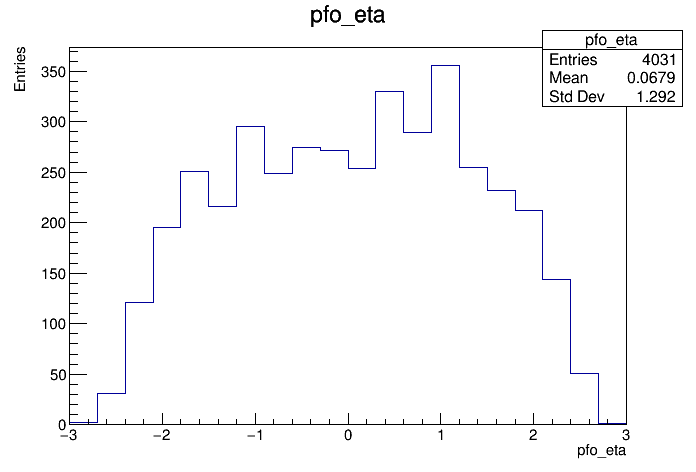 pfo_eta
pfo_eta
Entries 4031
Mean 0.0679
Std Dev 1.292
Entries
350
300
250
200
150
100
50
0
−3 −2 −1 0 1 2 3
pfo_eta